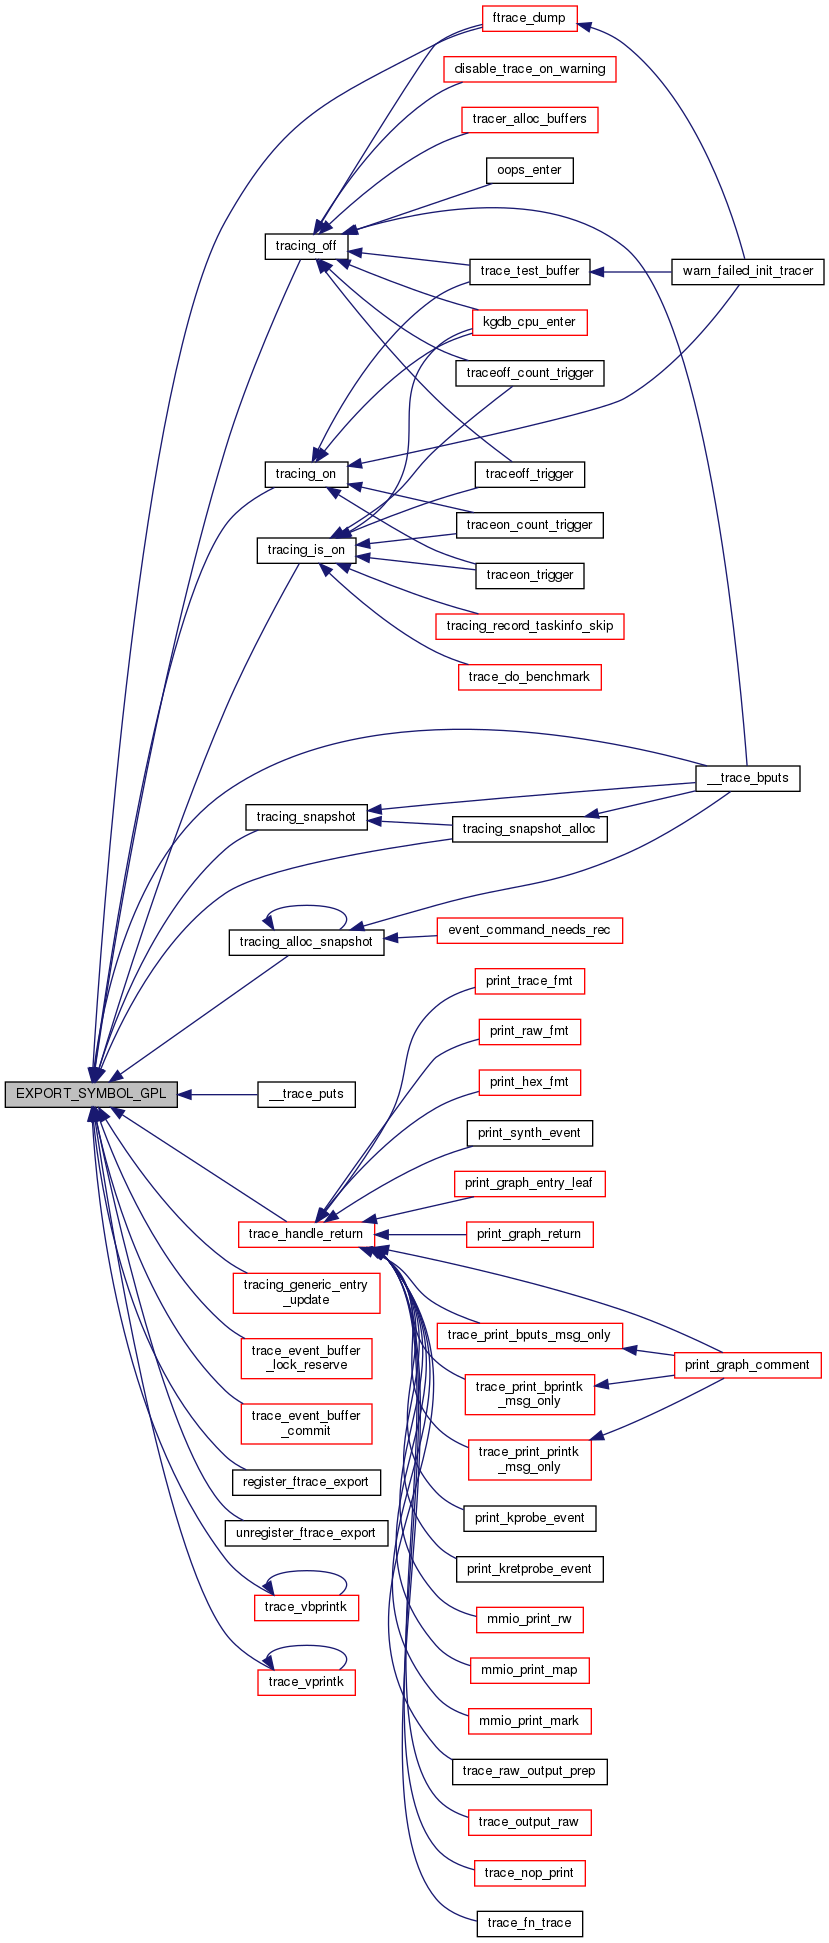 ftrace_dump
disable_trace_on_warning
tracer_alloc_buffers
oops_enter
tracing_off
trace_test_buffer
warn_failed_init_tracer
kgdb_cpu_enter
traceoff_count_trigger
tracing_on
traceoff_trigger
traceon_count_trigger
tracing_is_on
traceon_trigger
tracing_record_taskinfo_skip
trace_do_benchmark
__trace_bputs
tracing_snapshot
tracing_snapshot_alloc
tracing_alloc_snapshot
event_command_needs_rec
print_trace_fmt
print_raw_fmt
print_hex_fmt
EXPORT_SYMBOL_GPL
__trace_puts
print_synth_event
print_graph_entry_leaf
trace_handle_return
print_graph_return
tracing_generic_entry
_update
trace_print_bputs_msg_only
trace_event_buffer
_lock_reserve
print_graph_comment
trace_print_bprintk
_msg_only
trace_event_buffer
_commit
trace_print_printk
_msg_only
register_ftrace_export
print_kprobe_event
unregister_ftrace_export
print_kretprobe_event
trace_vbprintk
mmio_print_rw
mmio_print_map
trace_vprintk
mmio_print_mark
trace_raw_output_prep
trace_output_raw
trace_nop_print
trace_fn_trace